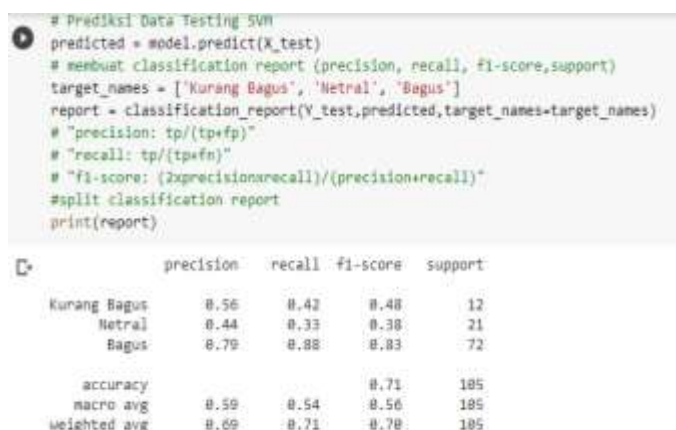 # Prediksi Data Testing SVM
predicted = model.predict(X_test)
# membuat classification report (precision, recall, f1-score,support)
target_names = ['Kurang Bagus', 'Netral', 'Bagus']
report = classification_report(Y_test,predicted,target_names=target_names)
# "precision: tp/(tp+fp)"
# "recall: tp/(tp+fn)"
# "f1-score: (2xprecisionxrecall)/(precision+recall)"
#split classification report
print(report)
precision recall f1-score support
Kurang Bagus 0.56 0.42 0.48 12
Netral 0.44 0.33 0.38 21
Bagus 0.79 0.88 0.83 72
accuracy 0.71 105
macro avg 0.59 0.54 0.56 105
weighted avg 0.69 0.71 0.70 105